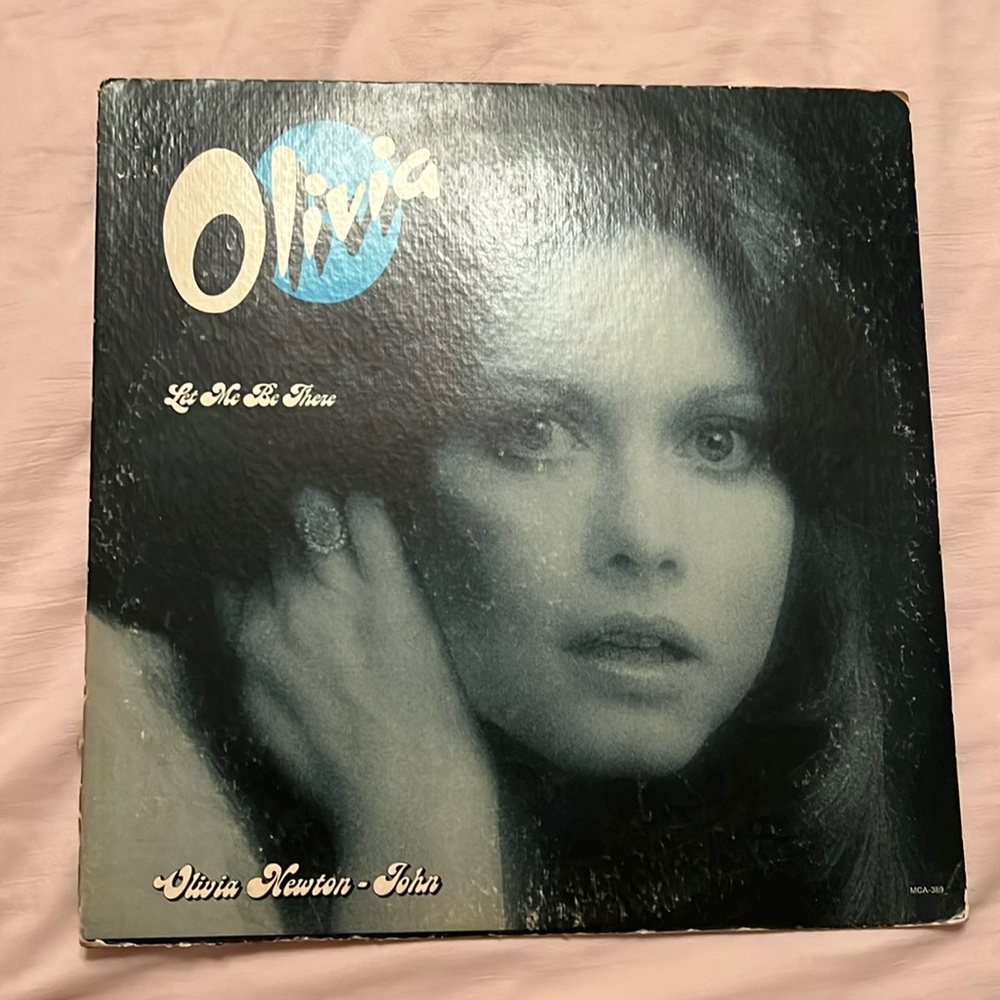 Olivia
Let Me Be There
Olivia Newton-John
MCA-389